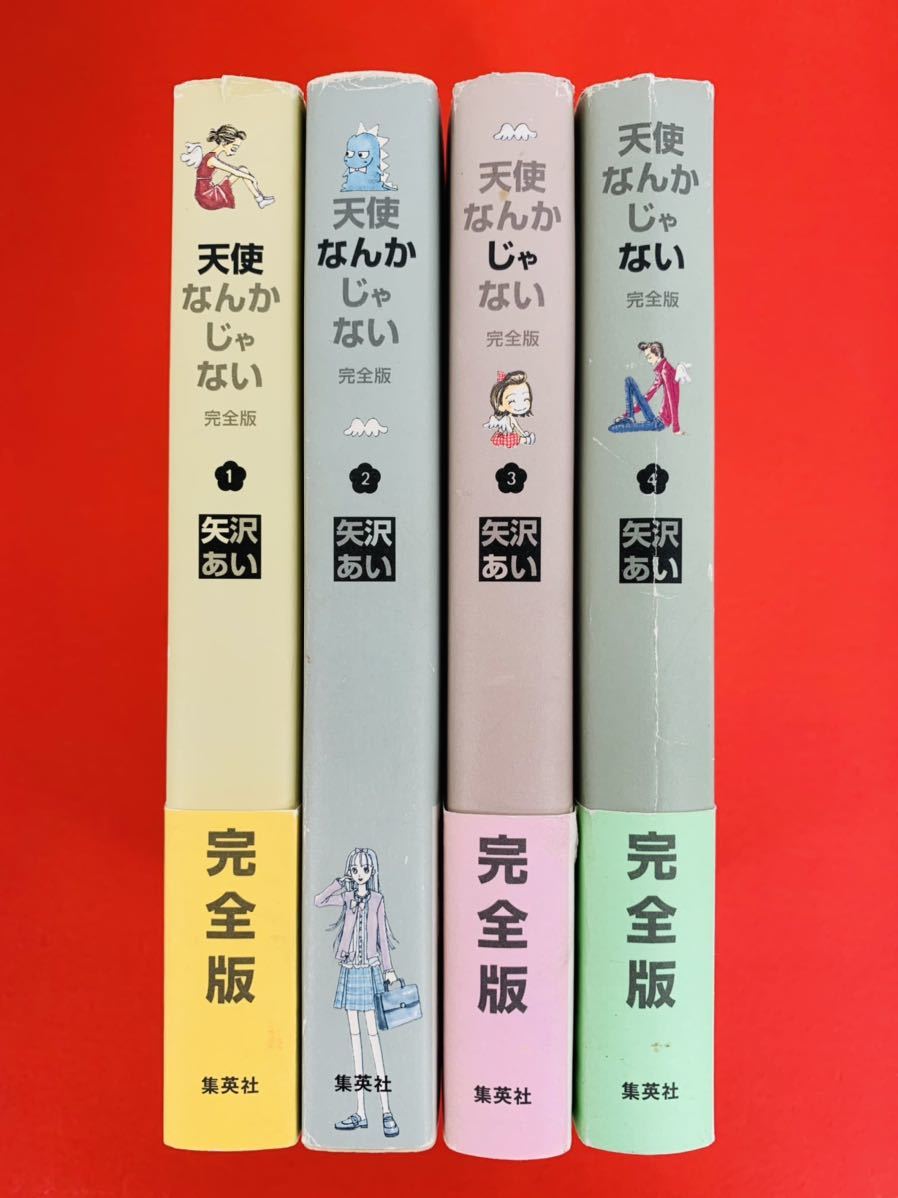 天使
なんか
じゃ
ない
完全版
1
矢沢
あい
完全版
集英社
天使
なんか
じゃ
ない
完全版
2
矢沢
あい
集英社
天使
なんか
じゃ
ない
完全版
3
矢沢
あい
完全版
集英社
天使
なんか
じゃ
ない
完全版
4
矢沢
あい
完全版
集英社